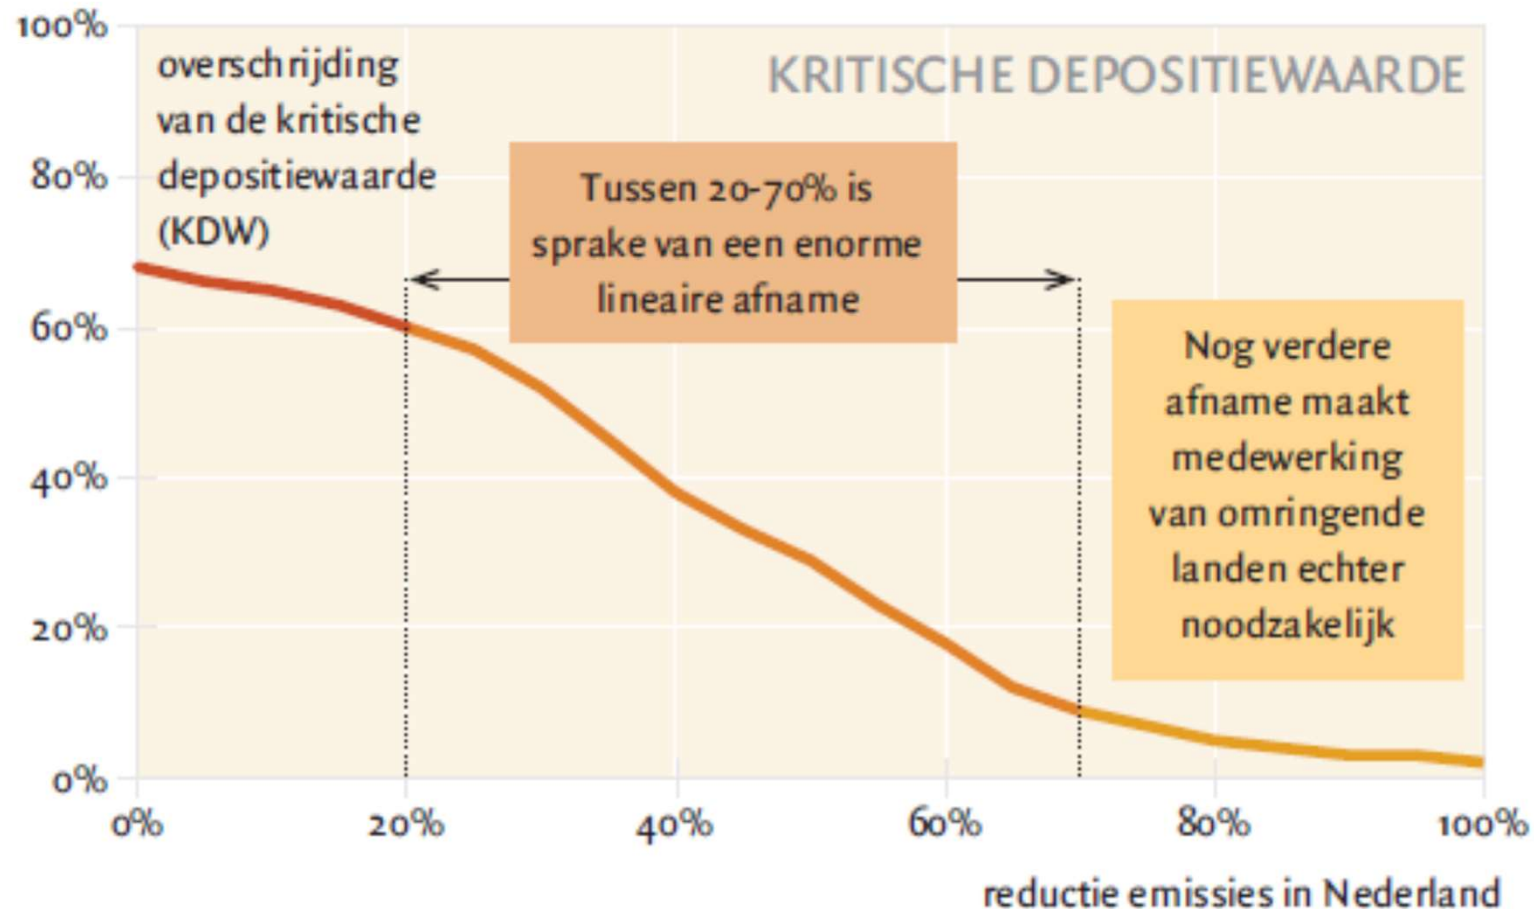 100%
overschrijding
van de kritische
depositiewaarde
(KDW)
KRITISCHE DEPOSITIEWAARDE
80%
Tussen 20-70% is
sprake van een enorme
lineaire afname
60%
Nog verdere
afname maakt
medewerking
van omringende
landen echter
noodzakelijk
40%
20%
0%
0% 20% 40% 60% 80% 100%
reductie emissies in Nederland